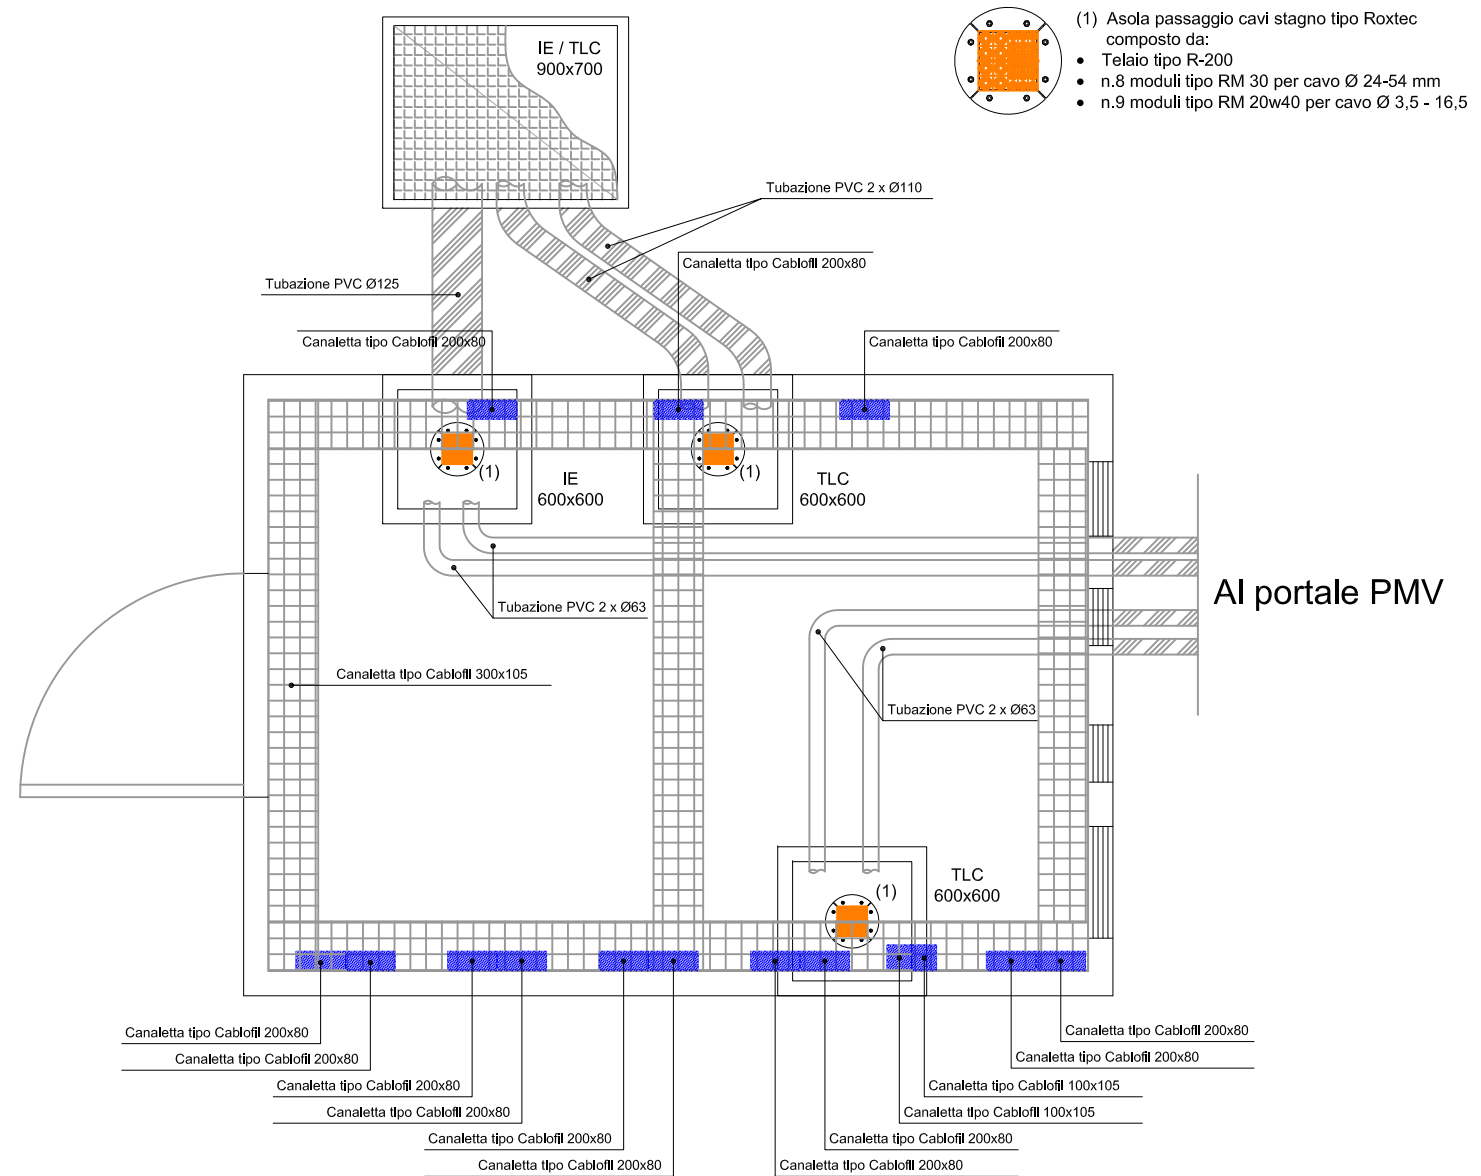 IE / TLC
900x700
(1) Asola passaggio cavi stagno tipo Roxtec
composto da:
• Telaio tipo R-200
• n.8 moduli tipo RM 30 per cavo Ø 24-54 mm
• n.9 moduli tipo RM 20w40 per cavo Ø 3,5 - 16,5
Tubazione PVC 2 x Ø110
Canaletta tipo Cablofil 200x80
Tubazione PVC Ø125
Canaletta tipo Cablofil 200x80
Canaletta tipo Cablofil 200x80
(1)
IE
600x600
(1)
TLC
600x600
Tubazione PVC 2 x Ø63
Al portale PMV
Canaletta tipo Cablofil 300x105
Tubazione PVC 2 x Ø63
(1)
TLC
600x600
Canaletta tipo Cablofil 200x80
Canaletta tipo Cablofil 200x80
Canaletta tipo Cablofil 200x80
Canaletta tipo Cablofil 200x80
Canaletta tipo Cablofil 200x80
Canaletta tipo Cablofil 200x80
Canaletta tipo Cablofil 200x80
Canaletta tipo Cablofil 200x80
Canaletta tipo Cablofil 100x105
Canaletta tipo Cablofil 100x105
Canaletta tipo Cablofil 200x80
Canaletta tipo Cablofil 200x80